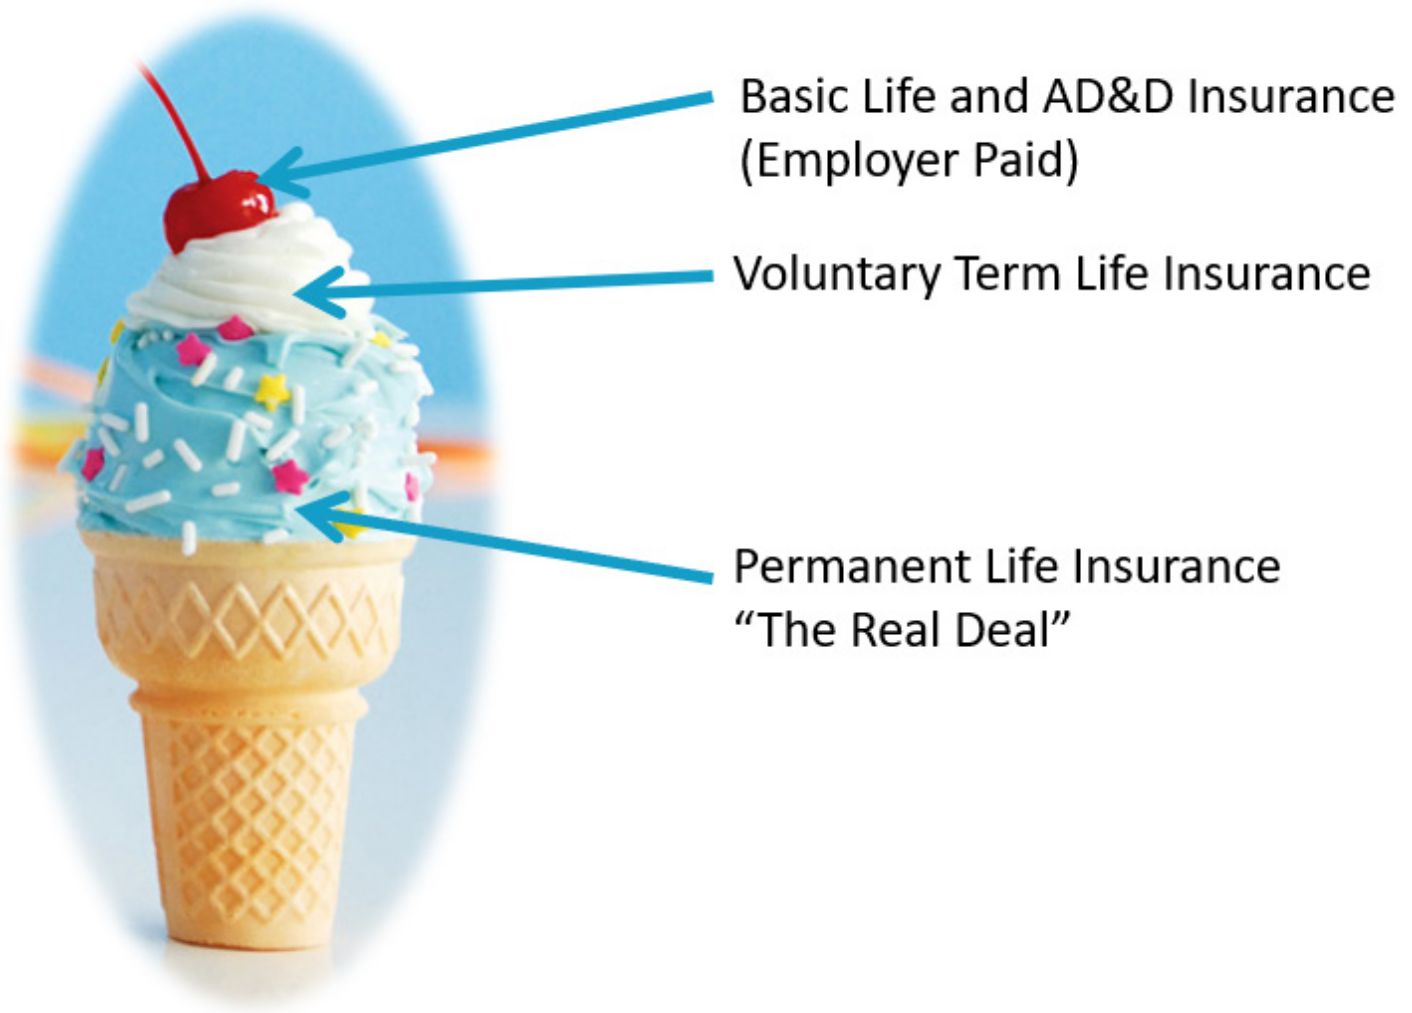 Basic Life and AD&D Insurance
(Employer Paid)
Voluntary Term Life Insurance
Permanent Life Insurance
“The Real Deal”